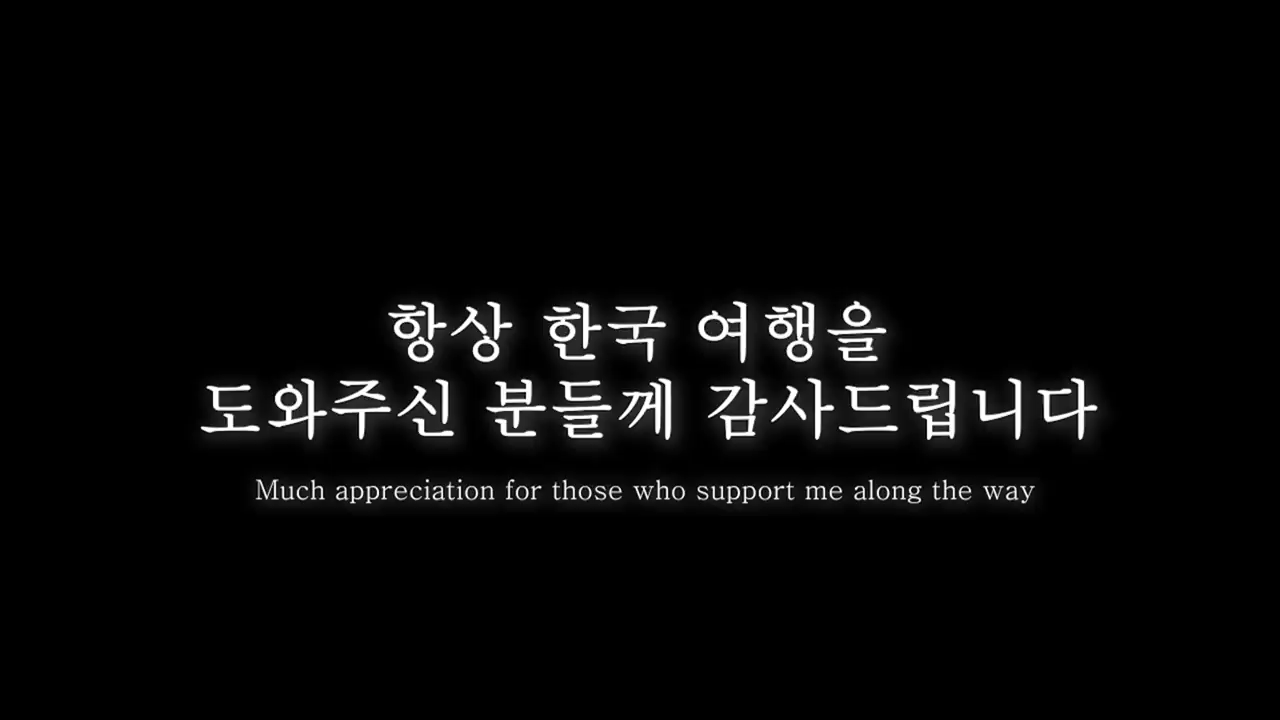 항상 한국 여행을
도와주신 분들께 감사드립니다
Much appreciation for those who support me along the way